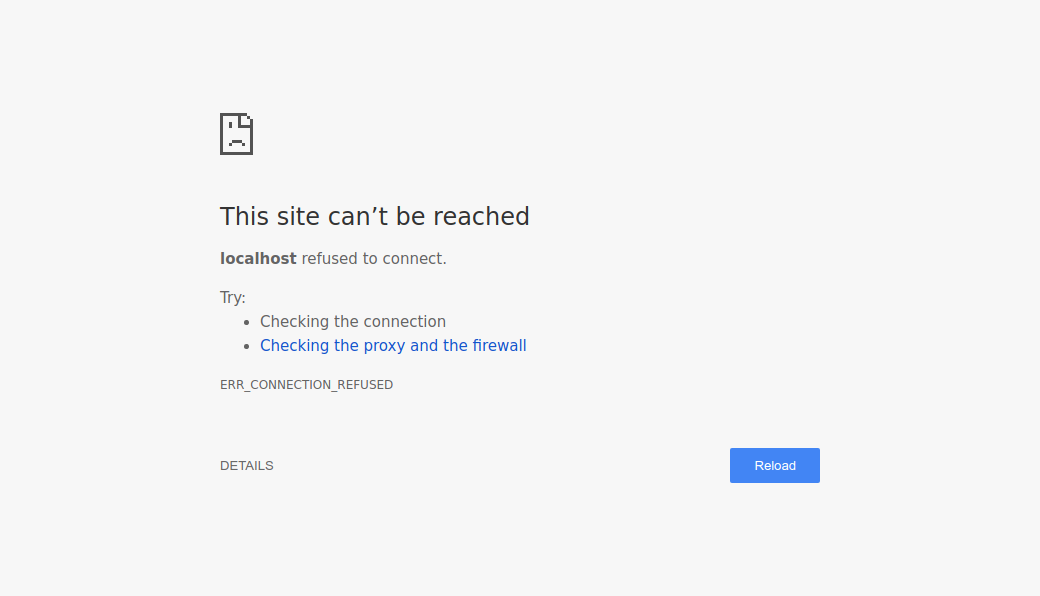 This site can’t be reached
localhost refused to connect.
Try:
Checking the connection
Checking the proxy and the firewall
ERR_CONNECTION_REFUSED
DETAILS
Reload